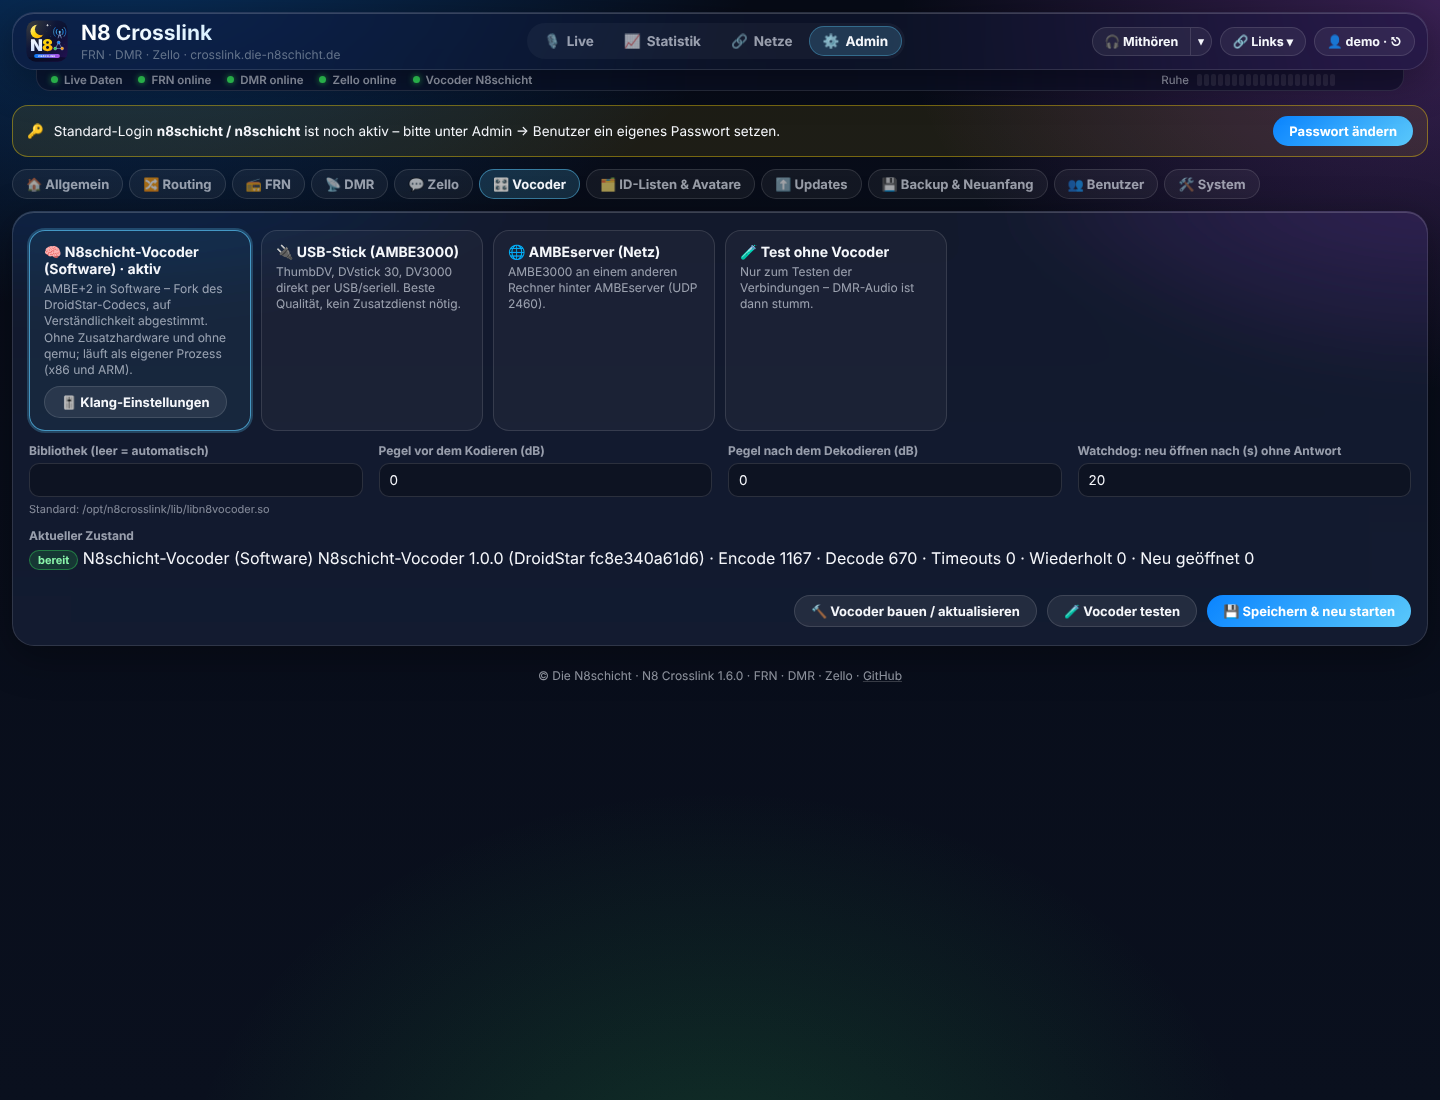 N8 Crosslink
FRN · DMR · Zello · crosslink.die-n8schicht.de
Live
Statistik
Netze
Admin
Mithören
Links
demo ·
Live Daten
FRN online
DMR online
Zello online
Vocoder N8schicht
Ruhe
Standard-Login n8schicht / n8schicht ist noch aktiv – bitte unter Admin → Benutzer ein eigenes Passwort setzen.
Passwort ändern
Allgemein
Routing
FRN
DMR
Zello
Vocoder
ID-Listen & Avatare
Updates
Backup & Neuanfang
Benutzer
System
N8schicht-Vocoder
(Software) · aktiv
AMBE+2 in Software – Fork des
DroidStar-Codecs, auf
Verständlichkeit abgestimmt.
Ohne Zusatzhardware und ohne
qemu; läuft als eigener Prozess
(x86 und ARM).
Klang-Einstellungen
USB-Stick (AMBE3000)
ThumbDV, DVstick 30, DV3000
direkt per USB/seriell. Beste
Qualität, kein Zusatzdienst nötig.
AMBEserver (Netz)
AMBE3000 an einem anderen
Rechner hinter AMBEserver (UDP
2460).
Test ohne Vocoder
Nur zum Testen der
Verbindungen – DMR-Audio ist
dann stumm.
Bibliothek (leer = automatisch)
Standard: /opt/n8crosslink/lib/libn8vocoder.so
Pegel vor dem Kodieren (dB)
0
Pegel nach dem Dekodieren (dB)
0
Watchdog: neu öffnen nach (s) ohne Antwort
20
Aktueller Zustand
bereit N8schicht-Vocoder (Software) N8schicht-Vocoder 1.0.0 (DroidStar fc8e340a61d6) · Encode 1167 · Decode 670 · Timeouts 0 · Wiederholt 0 · Neu geöffnet 0
Vocoder bauen / aktualisieren
Vocoder testen
Speichern & neu starten
© Die N8schicht · N8 Crosslink 1.6.0 · FRN · DMR · Zello · GitHub